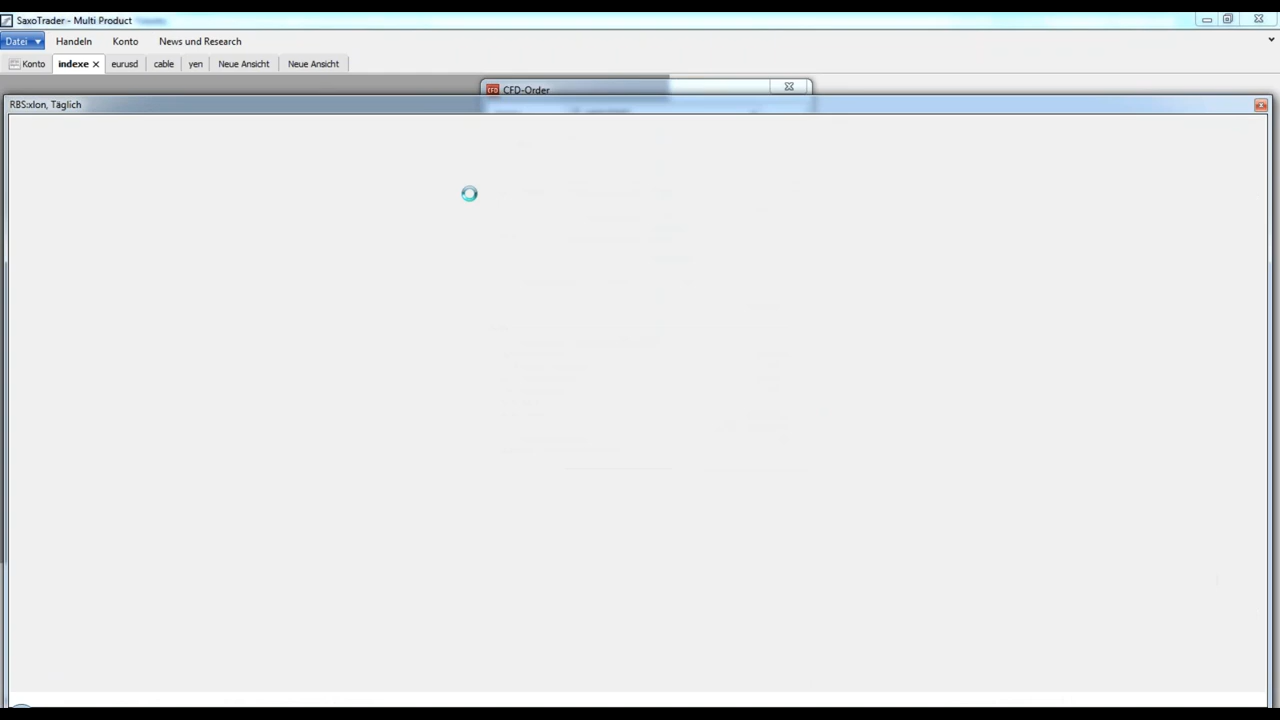 SaxoTrader - Multi Product
Datei Handeln Konto News und Research
Konto indexe eurusd cable yen Neue Ansicht Neue Ansicht
CFD CFD-Order
RBS:xlon, Täglich